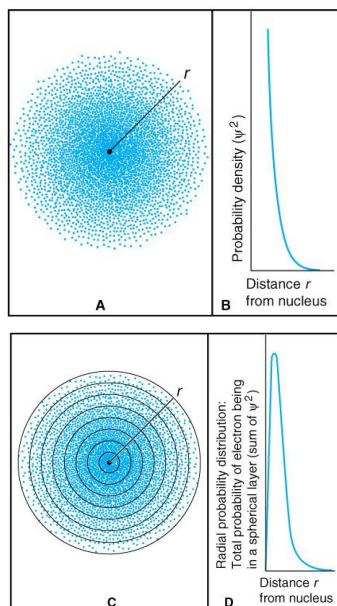 r
A
Probability density (ψ²)
B
Distance r
from nucleus
r
C
Radial probability distribution:
Total probability of electron being
in a spherical layer (sum of ψ²)
D
Distance r
from nucleus